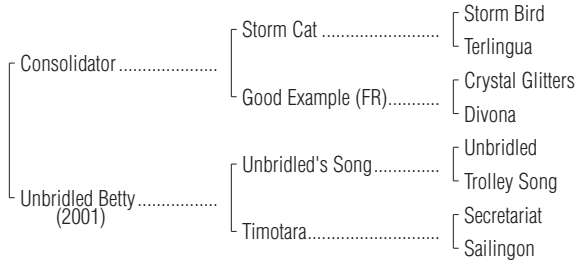 Storm Bird
Storm Cat ..........................
Terlingua
Consolidator ....................
Crystal Glitters
Good Example (FR)...........
Divona
Unbridled
Unbridled's Song..............
Trolley Song
Unbridled Betty ................
(2001)
Secretariat
Timotara............................
Sailingon